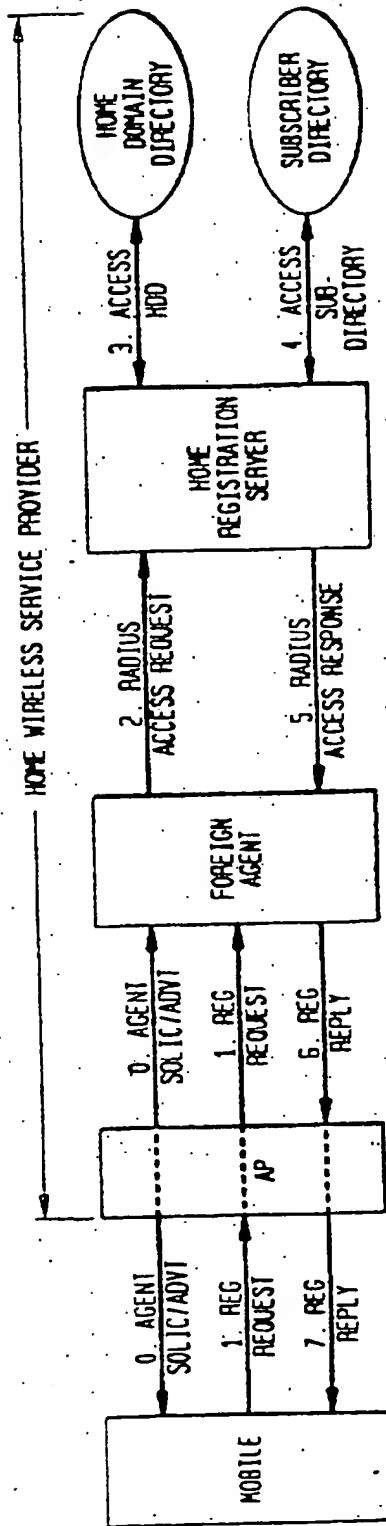 HOME WIRELESS SERVICE PROVIDER
MOBILE
0. AGENT
SOLIC/ADVT
1. REG
REQUEST
7. REG
REPLY
AP
0. AGENT
SOLIC/ADVT
1. REG
REQUEST
6. REG
REPLY
FOREIGN
AGENT
2. RADIUS
ACCESS REQUEST
5. RADIUS
ACCESS RESPONSE
HOME
REGISTRATION
SERVER
3. ACCESS
HDD
4. ACCESS
SUB-
DIRECTORY
HOME
DOMAIN
DIRECTORY
SUBSCRIBER
DIRECTORY